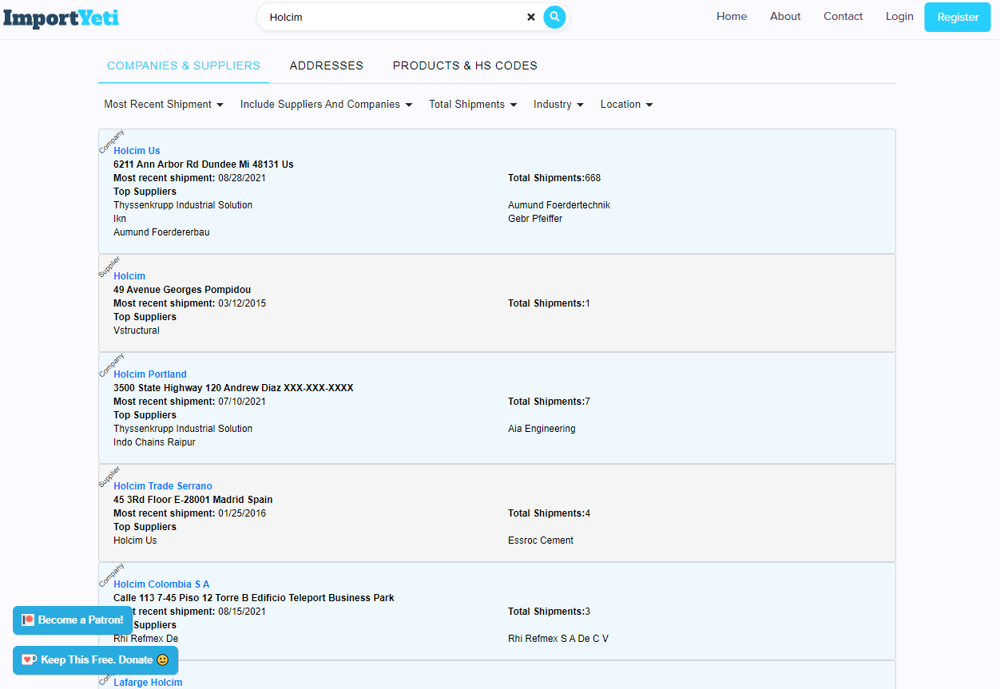 ImportYeti
Holcim
Home About Contact Login Register
COMPANIES & SUPPLIERS ADDRESSES PRODUCTS & HS CODES
Most Recent Shipment Include Suppliers And Companies Total Shipments Industry Location
Company
Holcim Us
6211 Ann Arbor Rd Dundee Mi 48131 Us
Most recent shipment: 08/28/2021 Total Shipments:668
Top Suppliers
Thyssenkrupp Industrial Solution Aumund Foerdertechnik
Ikn Gebr Pfeiffer
Aumund Foerdererbau
Supplier
Holcim
49 Avenue Georges Pompidou
Most recent shipment: 03/12/2015 Total Shipments:1
Top Suppliers
Vstructural
Company
Holcim Portland
3500 State Highway 120 Andrew Diaz XXX-XXX-XXXX
Most recent shipment: 07/10/2021 Total Shipments:7
Top Suppliers
Thyssenkrupp Industrial Solution Aia Engineering
Indo Chains Raipur
Supplier
Holcim Trade Serrano
45 3Rd Floor E-28001 Madrid Spain
Most recent shipment: 01/25/2016 Total Shipments:4
Top Suppliers
Holcim Us Essroc Cement
Company
Holcim Colombia S A
Calle 113 7-45 Piso 12 Torre B Edificio Teleport Business Park
recent shipment: 08/15/2021 Total Shipments:3
Become a Patron!
Suppliers
Rhi Refmex De Rhi Refmex S A De C V
Keep This Free. Donate
Lafarge Holcim